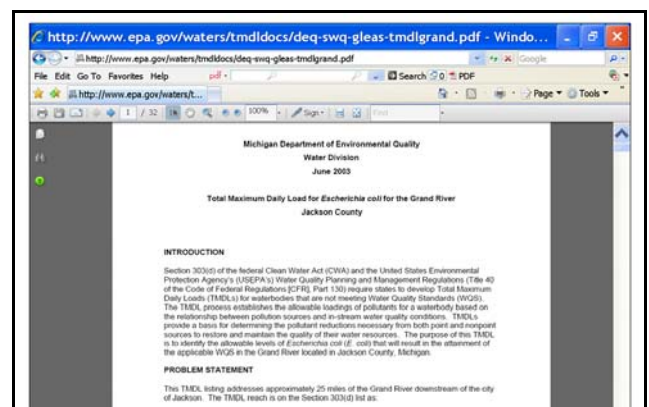 http://www.epa.gov/waters/tmdldocs/deq-swq-gleas-tmdlgrand.pdf - Windo...
http://www.epa.gov/waters/tmdldocs/deq-swq-gleas-tmdlgrand.pdf Google
File Edit Go To Favorites Help pdf Search 0 PDF
http://www.epa.gov/waters/t... Page Tools
1 / 32 100% Sign Find
Michigan Department of Environmental Quality
Water Division
June 2003
Total Maximum Daily Load for Escherichia coli for the Grand River
Jackson County
INTRODUCTION
Section 303(d) of the federal Clean Water Act (CWA) and the United States Environmental
Protection Agency's (USEPA's) Water Quality Planning and Management Regulations (Title 40
of the Code of Federal Regulations [CFR], Part 130) require states to develop Total Maximum
Daily Loads (TMDLs) for waterbodies that are not meeting Water Quality Standards (WQS).
The TMDL process establishes the allowable loadings of pollutants for a waterbody based on
the relationship between pollution sources and in-stream water quality conditions. TMDLs
provide a basis for determining the pollutant reductions necessary from both point and nonpoint
sources to restore and maintain the quality of their water resources. The purpose of this TMDL
is to identify the allowable levels of Escherichia coli (E. coli) that will result in the attainment of
the applicable WQS in the Grand River located in Jackson County, Michigan.
PROBLEM STATEMENT
This TMDL listing addresses approximately 25 miles of the Grand River downstream of the city
of Jackson. The TMDL reach is on the Section 303(d) list as: